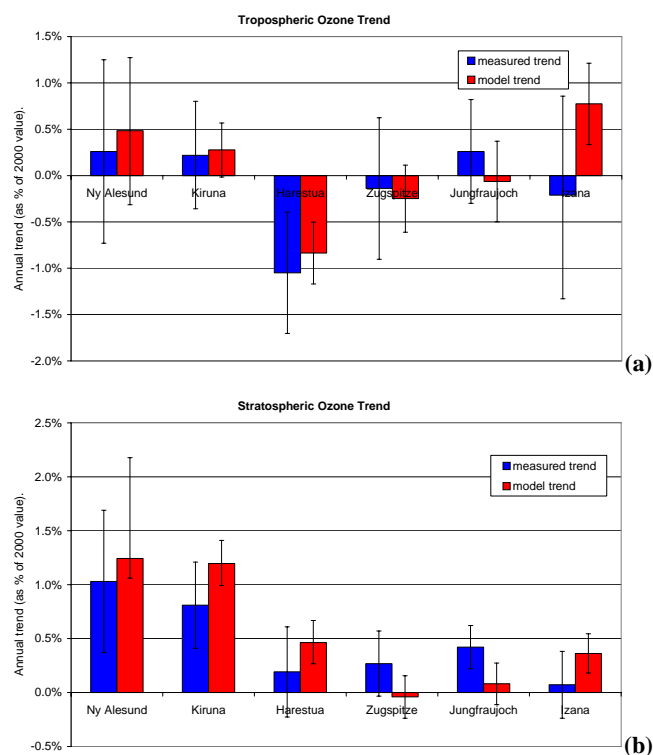 Tropospheric Ozone Trend
1.5%
1.0%
0.5%
0.0%
-0.5%
-1.0%
-1.5%
-2.0%
Annual trend (as % of 2000 value).
measured trend
model trend
Ny Alesund Kiruna Harestua Zugspitze Jungfraujoch Izana
(a)
Stratospheric Ozone Trend
2.5%
2.0%
1.5%
1.0%
0.5%
0.0%
-0.5%
Annual trend (as % of 2000 value).
measured trend
model trend
Ny Alesund Kiruna Harestua Zugspitze Jungfraujoch Izana
(b)